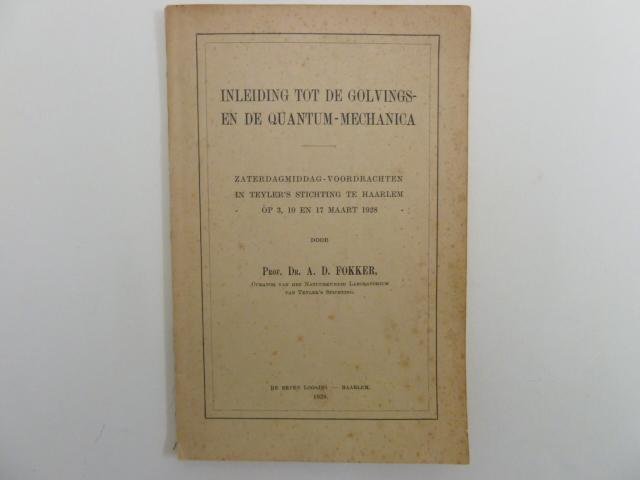 INLEIDING TOT DE GOLVINGS-
EN DE QUANTUM-MECHANICA
ZATERDAGMIDDAG-VOORDRACHTEN
IN TEYLER'S STICHTING TE HAARLEM
OP 3, 10 EN 17 MAART 1928
DOOR
PROF. DR. A. D. FOKKER,
CURATOR VAN HET NATUURKUNDIG LABORATORIUM
VAN TEYLER'S STICHTING.
DE ERVEN LOOSJES — HAARLEM.